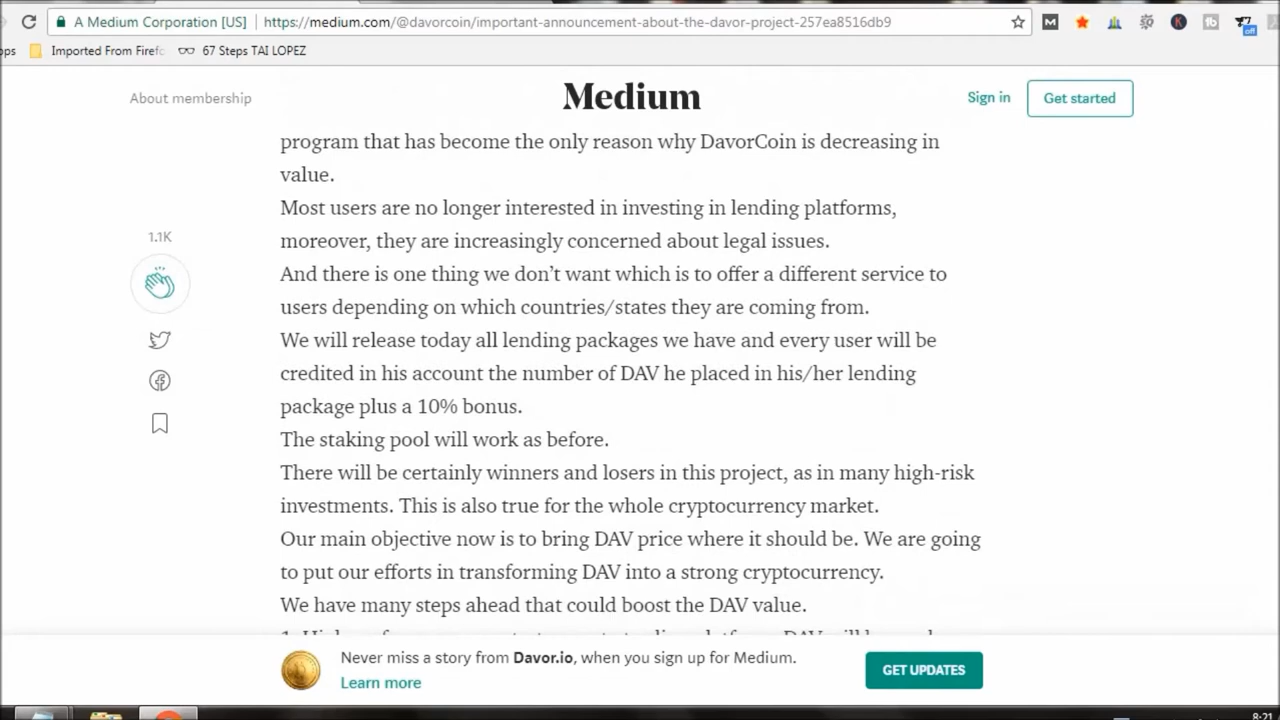 A Medium Corporation [US]
https://medium.com/@davorcoin/important-announcement-about-the-davor-project-257ea8516db9
ops
Imported From Firefo
67 Steps TAI LOPEZ
off
About membership
Medium
Sign in
Get started
program that has become the only reason why DavorCoin is decreasing in
value.
Most users are no longer interested in investing in lending platforms,
moreover, they are increasingly concerned about legal issues.
And there is one thing we don’t want which is to offer a different service to
users depending on which countries/states they are coming from.
We will release today all lending packages we have and every user will be
credited in his account the number of DAV he placed in his/her lending
package plus a 10% bonus.
The staking pool will work as before.
There will be certainly winners and losers in this project, as in many high-risk
investments. This is also true for the whole cryptocurrency market.
Our main objective now is to bring DAV price where it should be. We are going
to put our efforts in transforming DAV into a strong cryptocurrency.
We have many steps ahead that could boost the DAV value.
1.1K
Never miss a story from Davor.io, when you sign up for Medium.
Learn more
GET UPDATES
8:21